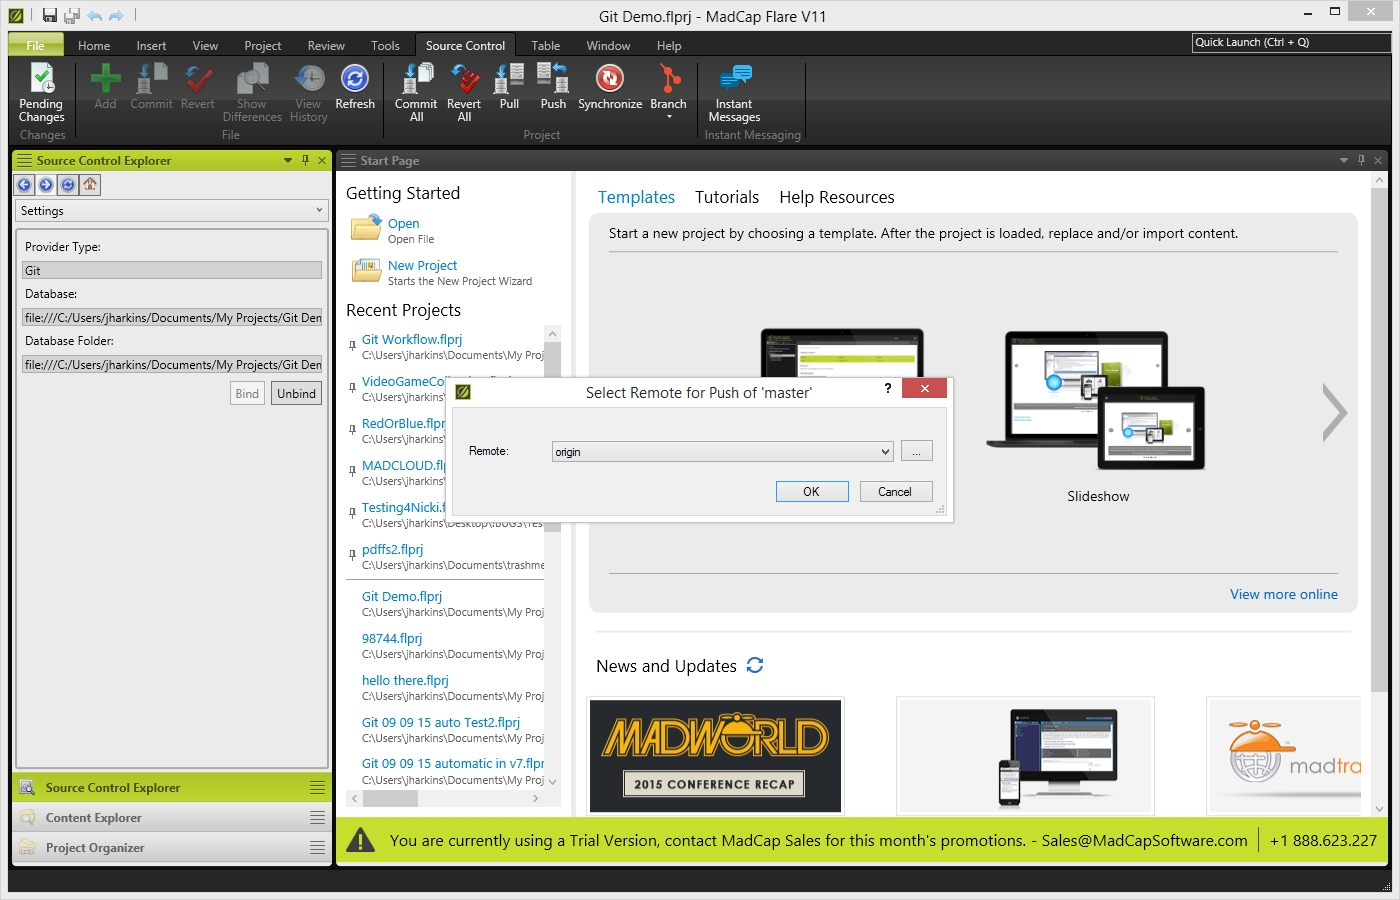 Git Demo.flprj - MadCap Flare V11
File Home Insert View Project Review Tools Source Control Table Window Help
Quick Launch (Ctrl + Q)
Pending Changes
Add
Commit
Revert
Show Differences
View History
Refresh
Commit All
Revert All
Pull
Push
Synchronize
Branch
Instant Messages
Changes
File
Project
Instant Messaging
Source Control Explorer
Settings
Provider Type:
Git
Database:
file:///C:/Users/jharkins/Documents/My Projects/Git Den
Database Folder:
file:///C:/Users/jharkins/Documents/My Projects/Git Den
Bind
Unbind
Source Control Explorer
Content Explorer
Project Organizer
Start Page
Getting Started
Open
Open File
New Project
Starts the New Project Wizard
Recent Projects
Git Workflow.flprj
C:\Users\jharkins\Documents\My Proj
VideoGameCo
C:\Users\jharkins
RedOrBlue.flpr
C:\Users\jharkins
MADCLOUD.fl
C:\Users\jharkins
Testing4Nicki.f
C:\Users\jharkins\Desktop\!BUGS\Tes
pdffs2.flprj
C:\Users\jharkins\Documents\trashme
Git Demo.flprj
C:\Users\jharkins\Documents\My Proj
98744.flprj
C:\Users\jharkins\Documents\My Proj
hello there.flprj
C:\Users\jharkins\Documents\My Proj
Git 09 09 15 auto Test2.flprj
C:\Users\jharkins\Documents\My Proj
Git 09 09 15 automatic in v7.flpr
C:\Users\jharkins\Documents\My Proj
Templates Tutorials Help Resources
Start a new project by choosing a template. After the project is loaded, replace and/or import content.
Slideshow
View more online
Select Remote for Push of 'master'
?
Remote:
origin
...
OK
Cancel
News and Updates
MADWORLD
2015 CONFERENCE RECAP
madtra
You are currently using a Trial Version, contact MadCap Sales for this month's promotions. - Sales@MadCapSoftware.com
+1 888.623.227